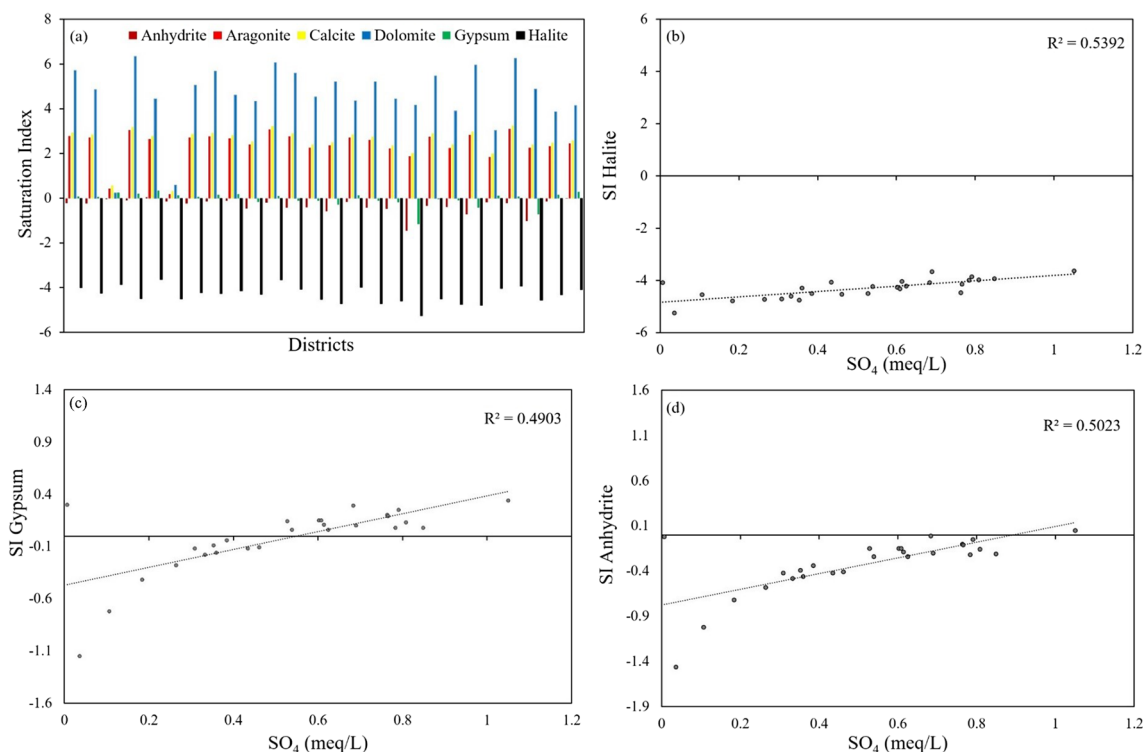 (a)
Anhydrite Aragonite Calcite Dolomite Gypsum Halite
8
6
4
2
0
-2
-4
-6
Saturation Index
Districts
(b)
R² = 0.5392
6
4
2
0
-2
-4
-6
SI Halite
0 0.2 0.4 0.6 0.8 1 1.2
SO₄ (meq/L)
(c)
R² = 0.4903
1.4
0.9
0.4
-0.1
-0.6
-1.1
-1.6
SI Gypsum
0 0.2 0.4 0.6 0.8 1 1.2
SO₄ (meq/L)
(d)
R² = 0.5023
1.6
1.1
0.6
0.1
-0.4
-0.9
-1.4
-1.9
SI Anhydrite
0 0.2 0.4 0.6 0.8 1 1.2
SO₄ (meq/L)